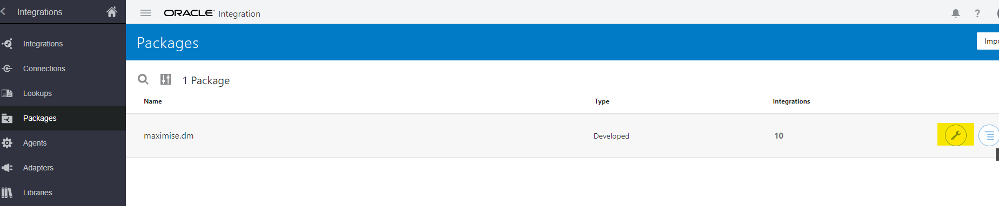 Integrations
ORACLE Integration
?
Integrations
Connections
Lookups
Packages
Agents
Adapters
Libraries
Packages
1 Package
Name Type Integrations
maximise.dm Developed 10